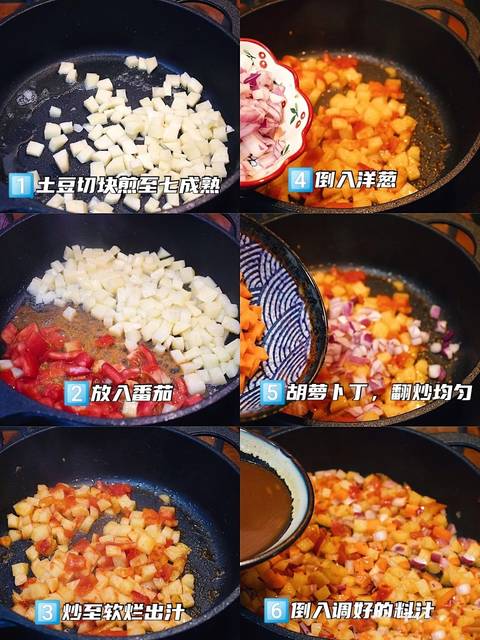 1 土豆切块煎至七成熟
2 放入番茄
3 炒至软烂出汁
4 倒入洋葱
5 胡萝卜丁，翻炒均匀
6 倒入调好的料汁